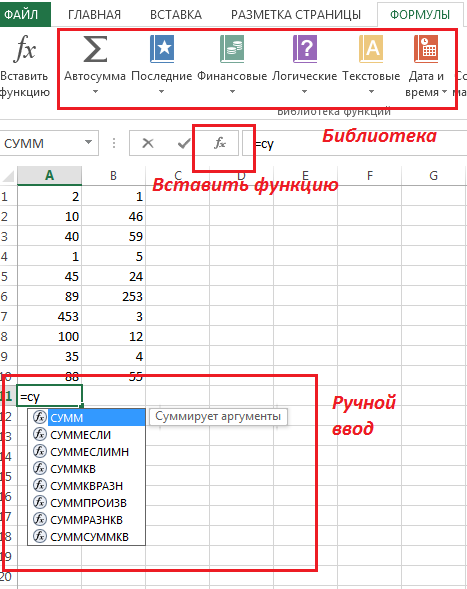 ФАЙЛ ГЛАВНАЯ ВСТАВКА РАЗМЕТКА СТРАНИЦЫ ФОРМУЛЫ
fx Σ ? A
Вставить функцию Автосумма Последние Финансовые Логические Текстовые Дата и время
Библиотека функций
Библиотека
СУММ fx =су
Вставить функцию
A B C D E F G
1 2 1
2 10 46
3 40 59
4 1 5
5 45 24
6 89 253
7 453 3
8 100 12
9 35 4
10 88 55
11 =су
Ручной
ввод
12 СУММ Суммирует аргументы
13 СУММЕСЛИ
СУММЕСЛИМН
14 СУММКВ
15 СУММКВРАЗН
16 СУММПРОИЗВ
17 СУММРАЗНКВ
18 СУММСУММКВ
19
20